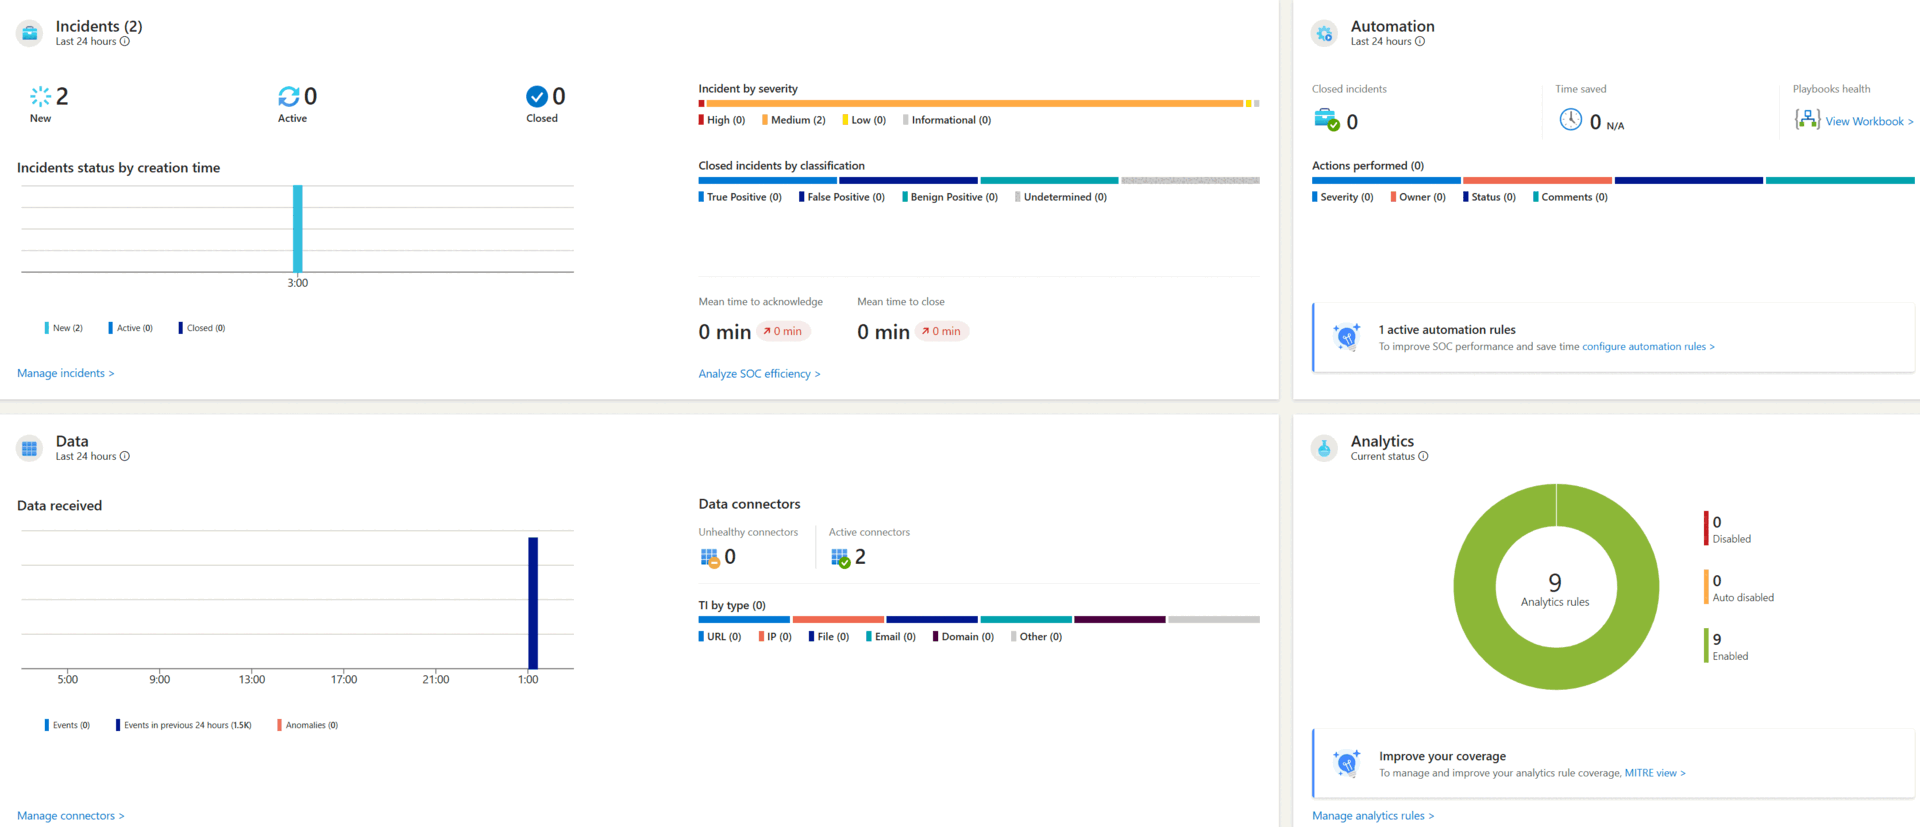 Incidents (2)
Last 24 hours
2
New
0
Active
0
Closed
Incidents status by creation time
3:00
New (2) Active (0) Closed (0)
Manage incidents >
Incident by severity
High (0) Medium (2) Low (0) Informational (0)
Closed incidents by classification
True Positive (0) False Positive (0) Benign Positive (0) Undetermined (0)
Mean time to acknowledge
0 min 0 min
Mean time to close
0 min 0 min
Analyze SOC efficiency >
Automation
Last 24 hours
Closed incidents
0
Time saved
0 N/A
Playbooks health
View Workbook >
Actions performed (0)
Severity (0) Owner (0) Status (0) Comments (0)
1 active automation rules
To improve SOC performance and save time configure automation rules >
Data
Last 24 hours
Data received
5:00 9:00 13:00 17:00 21:00 1:00
Events (0) Events in previous 24 hours (1.5K) Anomalies (0)
Manage connectors >
Data connectors
Unhealthy connectors
0
Active connectors
2
TI by type (0)
URL (0) IP (0) File (0) Email (0) Domain (0) Other (0)
Analytics
Current status
9
Analytics rules
0
Disabled
0
Auto disabled
9
Enabled
Improve your coverage
To manage and improve your analytics rule coverage, MITRE view >
Manage analytics rules >